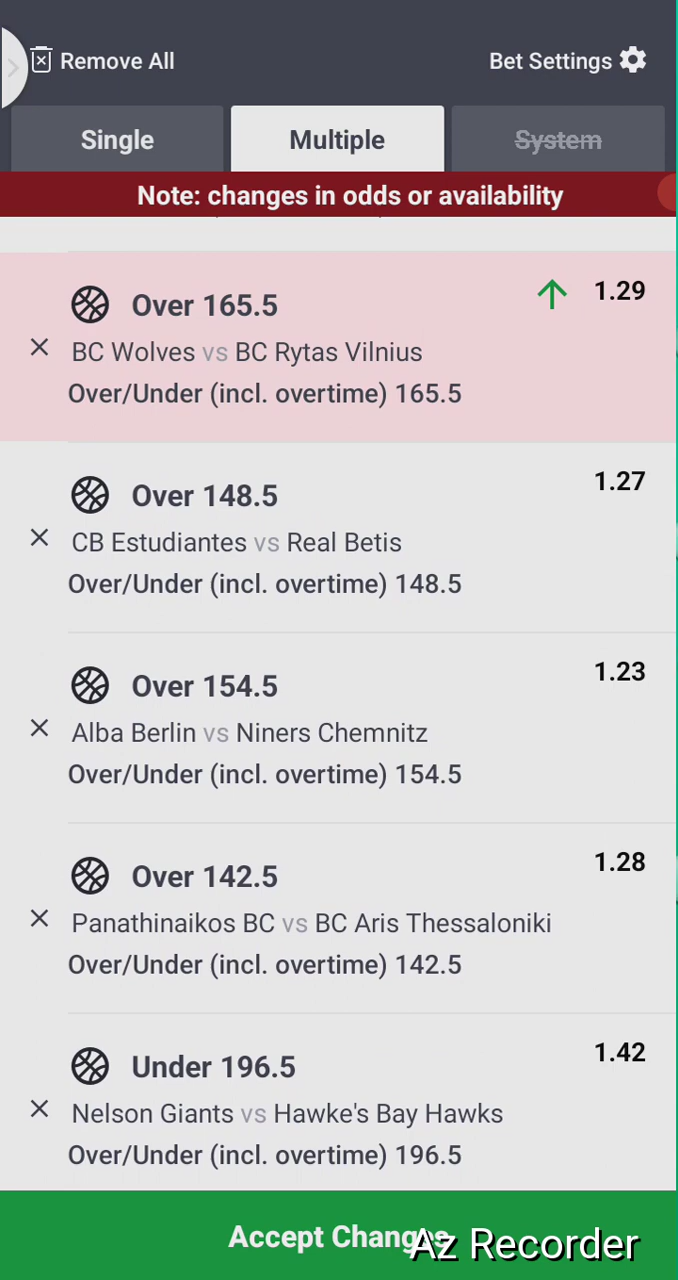 Remove All
Bet Settings
Single
Multiple
System
Note: changes in odds or availability
Over 165.5
1.29
BC Wolves vs BC Rytas Vilnius
Over/Under (incl. overtime) 165.5
Over 148.5
1.27
CB Estudiantes vs Real Betis
Over/Under (incl. overtime) 148.5
Over 154.5
1.23
Alba Berlin vs Niners Chemnitz
Over/Under (incl. overtime) 154.5
Over 142.5
1.28
Panathinaikos BC vs BC Aris Thessaloniki
Over/Under (incl. overtime) 142.5
Under 196.5
1.42
Nelson Giants vs Hawke's Bay Hawks
Over/Under (incl. overtime) 196.5
Accept Changes
Az Recorder